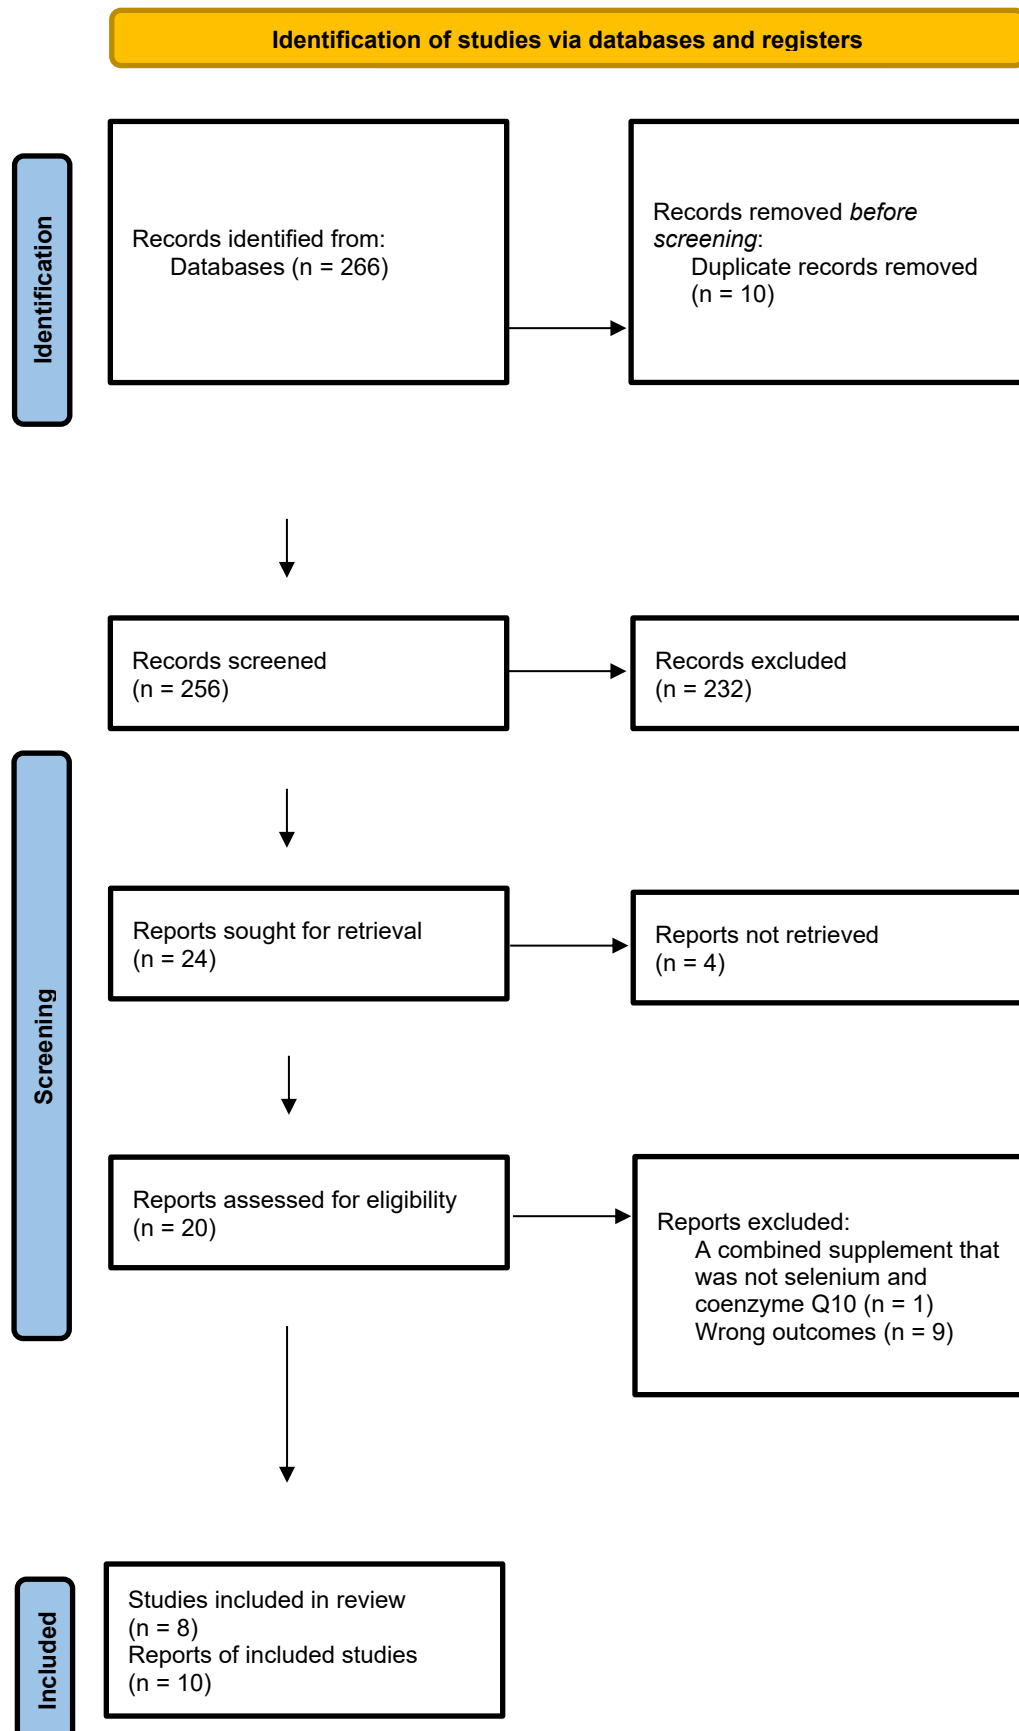 Identification of studies via databases and registers
Identification
Records identified from:
Databases (n = 266)
Records removed before
screening:
Duplicate records removed
(n = 10)
Records screened
(n = 256)
Records excluded
(n = 232)
Screening
Reports sought for retrieval
(n = 24)
Reports not retrieved
(n = 4)
Reports assessed for eligibility
(n = 20)
Reports excluded:
A combined supplement that
was not selenium and
coenzyme Q10 (n = 1)
Wrong outcomes (n = 9)
Included
Studies included in review
(n = 8)
Reports of included studies
(n = 10)